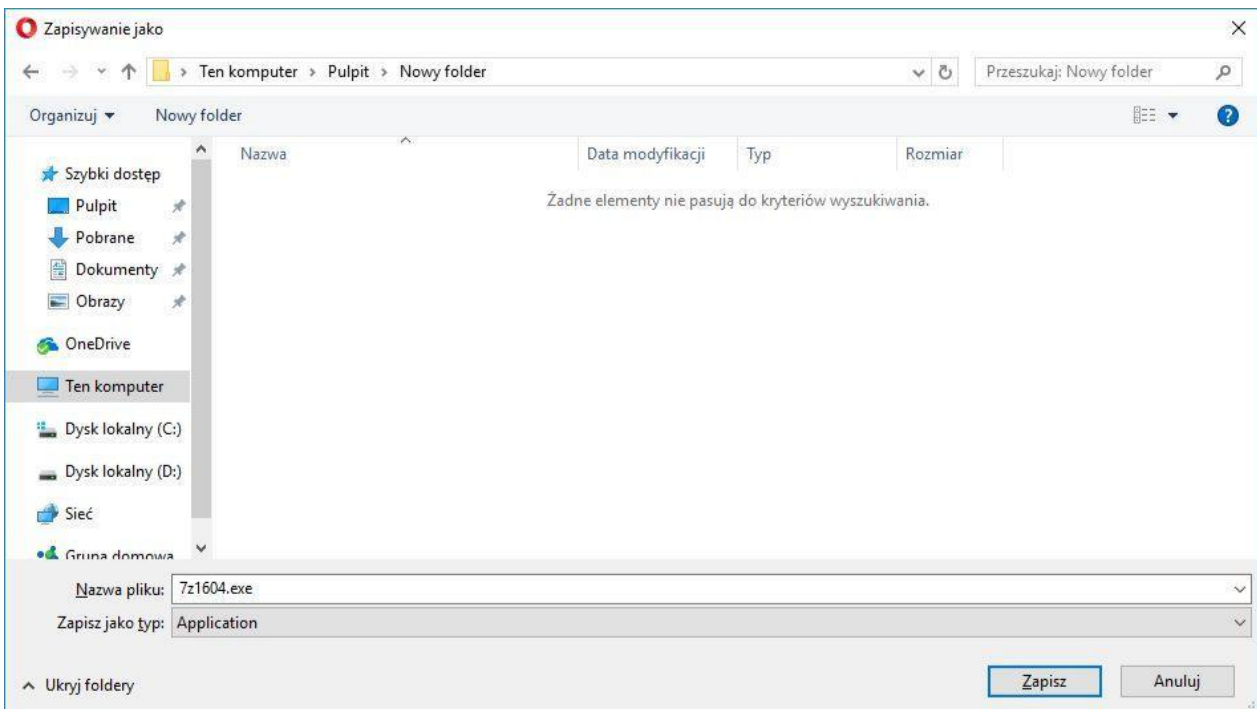 Zapisywanie jako
Ten komputer > Pulpit > Nowy folder
Przeszukaj: Nowy folder
Organizuj
Nowy folder
Nazwa
Data modyfikacji
Typ
Rozmiar
Żadne elementy nie pasują do kryteriów wyszukiwania.
Szybki dostęp
Pulpit
Pobrane
Dokumenty
Obrazy
OneDrive
Ten komputer
Dysk lokalny (C:)
Dysk lokalny (D:)
Sieć
Grupa domowa
Nazwa pliku: 7z1604.exe
Zapisz jako typ: Application
Ukryj foldery
Zapisz
Anuluj